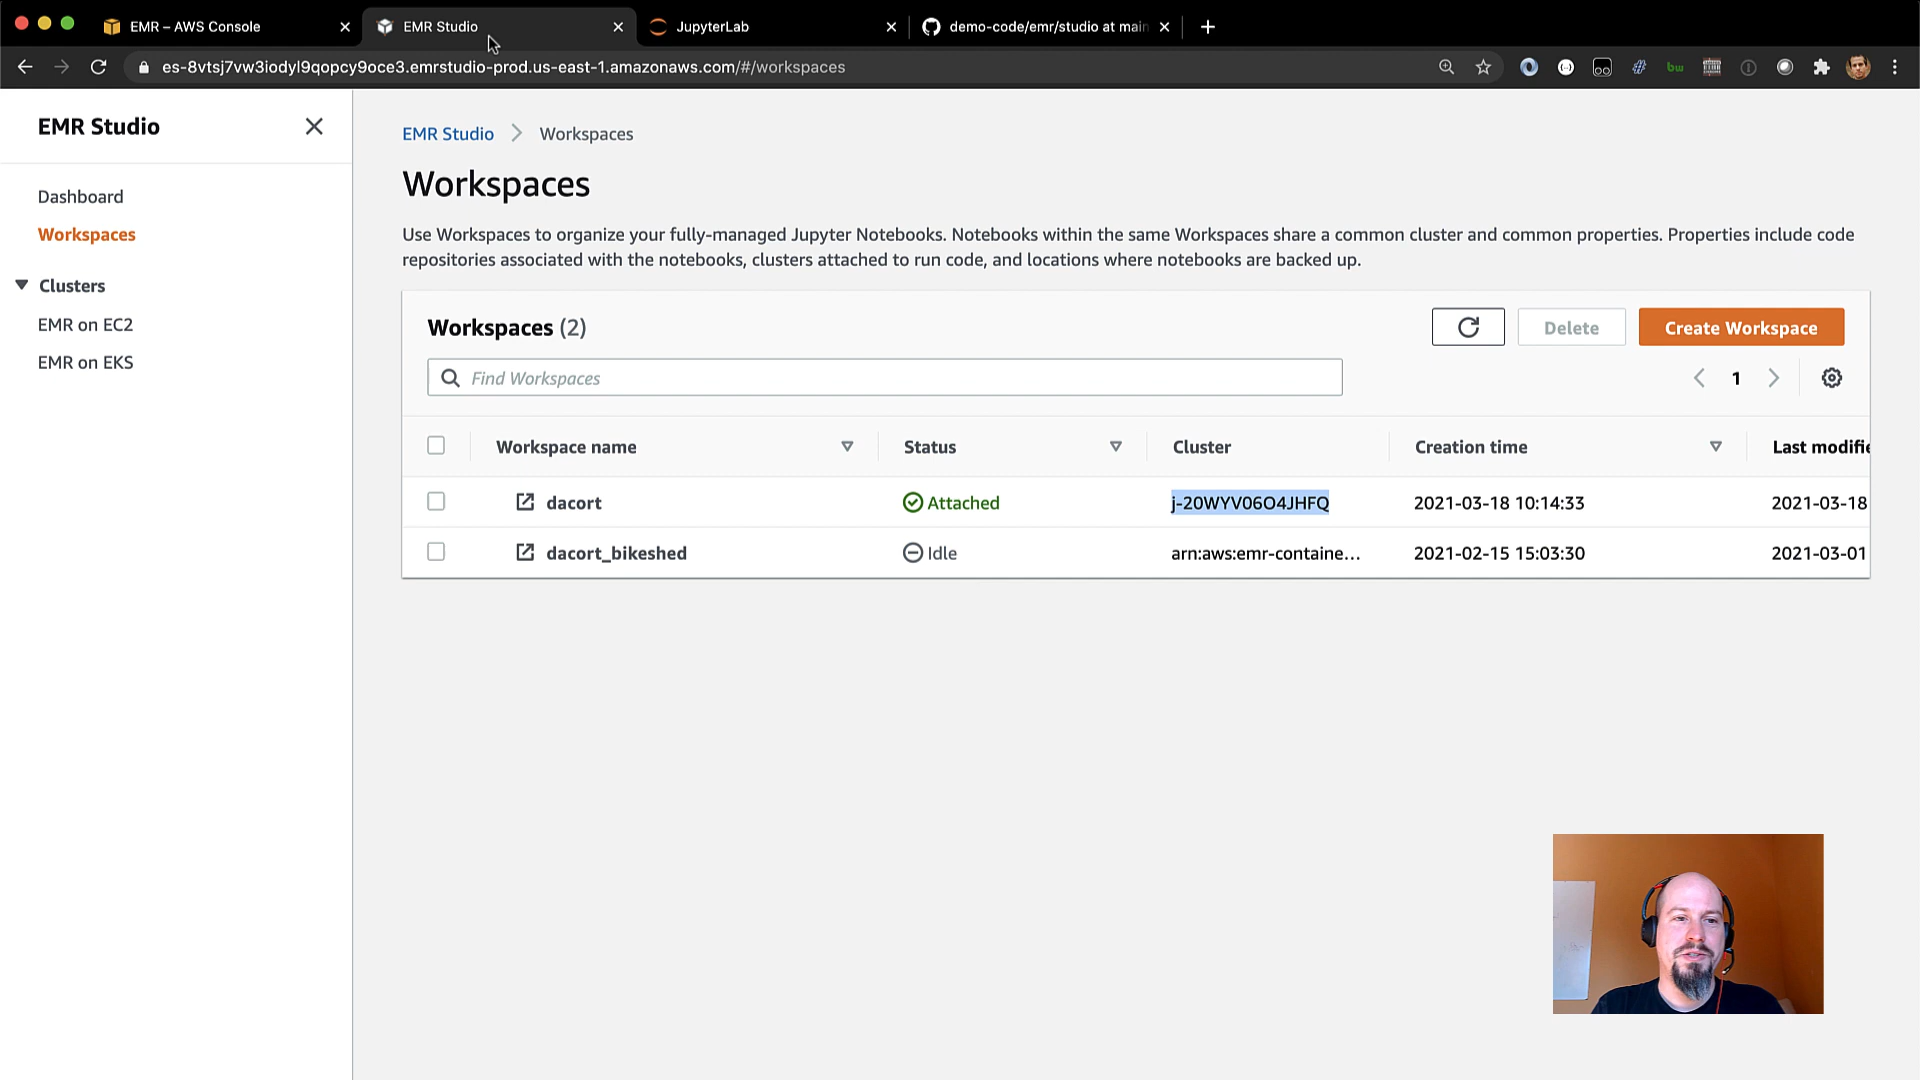 EMR – AWS Console
EMR Studio
JupyterLab
demo-code/emr/studio at main
es-8vtsj7vw3iodyl9qopcy9oce3.emrstudio-prod.us-east-1.amazonaws.com/#/workspaces
bw
EMR Studio
Dashboard
Workspaces
Clusters
EMR on EC2
EMR on EKS
EMR Studio > Workspaces
Workspaces
Use Workspaces to organize your fully-managed Jupyter Notebooks. Notebooks within the same Workspaces share a common cluster and common properties. Properties include code
repositories associated with the notebooks, clusters attached to run code, and locations where notebooks are backed up.
Workspaces (2)
Delete
Create Workspace
Find Workspaces
1
Workspace name Status Cluster Creation time Last modifie
dacort Attached j-20WYV06O4JHFQ 2021-03-18 10:14:33 2021-03-18
dacort_bikeshed Idle arn:aws:emr-containe... 2021-02-15 15:03:30 2021-03-01